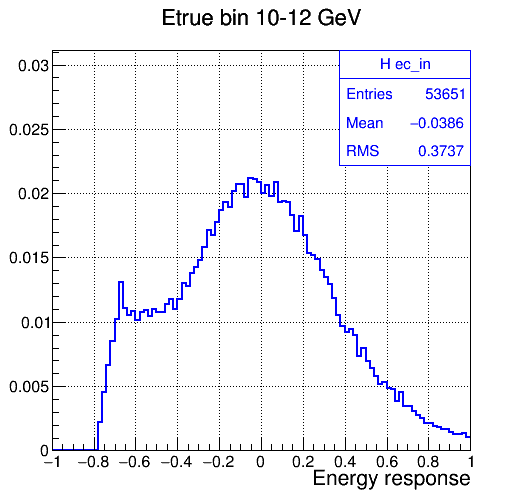 Etrue bin 10-12 GeV
H ec_in
Entries 53651
Mean −0.0386
RMS 0.3737
0.03
0.025
0.02
0.015
0.01
0.005
0
−1 −0.8 −0.6 −0.4 −0.2 0 0.2 0.4 0.6 0.8 1
Energy response